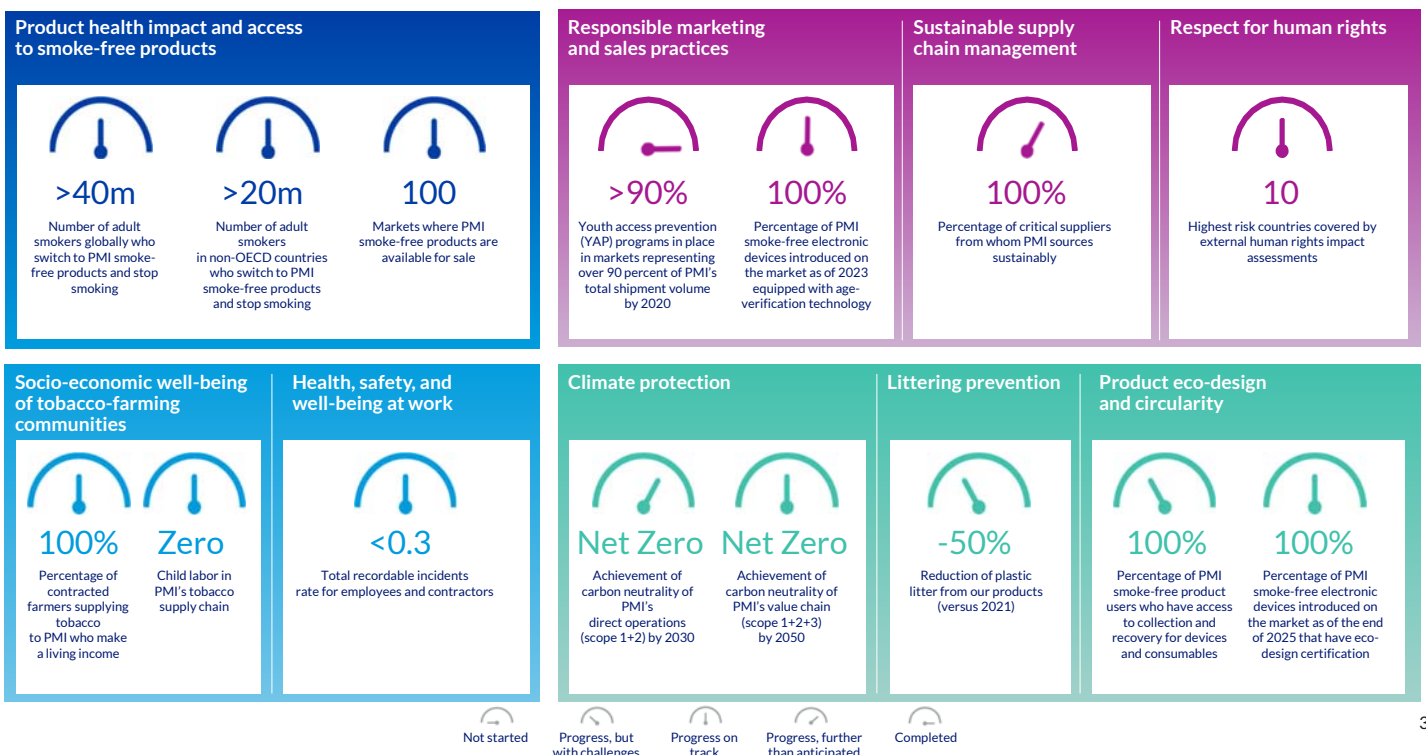 Product health impact and access
to smoke-free products
>40m
Number of adult
smokers globally who
switch to PMI smoke-
free products and stop
smoking
>20m
Number of adult
smokers
in non-OECD countries
who switch to PMI
smoke-free products
and stop smoking
100
Markets where PMI
smoke-free products are
available for sale
Responsible marketing
and sales practices
>90%
Youth access prevention
(YAP) programs in place
in markets representing
over 90 percent of PMI's
total shipment volume
by 2020
100%
Percentage of PMI
smoke-free electronic
devices introduced on
the market as of 2023
equipped with age-
verification technology
Sustainable supply
chain management
100%
Percentage of critical suppliers
from whom PMI sources
sustainably
Respect for human rights
10
Highest risk countries covered by
external human rights impact
assessments
Socio-economic well-being
of tobacco-farming
communities
100%
Percentage of
contracted
farmers supplying
tobacco
to PMI who make
a living income
Zero
Child labor in
PMI's tobacco
supply chain
Health, safety, and
well-being at work
<0.3
Total recordable incidents
rate for employees and contractors
Climate protection
Net Zero
Achievement of
carbon neutrality of
PMI's
direct operations
(scope 1+2) by 2030
Net Zero
Achievement of
carbon neutrality of
PMI's value chain
(scope 1+2+3)
by 2050
Littering prevention
-50%
Reduction of plastic
litter from our products
(versus 2021)
Product eco-design
and circularity
100%
Percentage of PMI
smoke-free product
users who have access
to collection and
recovery for devices
and consumables
100%
Percentage of PMI
smoke-free electronic
devices introduced on
the market as of the end
of 2025 that have eco-
design certification
Not started
Progress, but
with challenges
Progress on
track
Progress, further
than anticipated
Completed
3